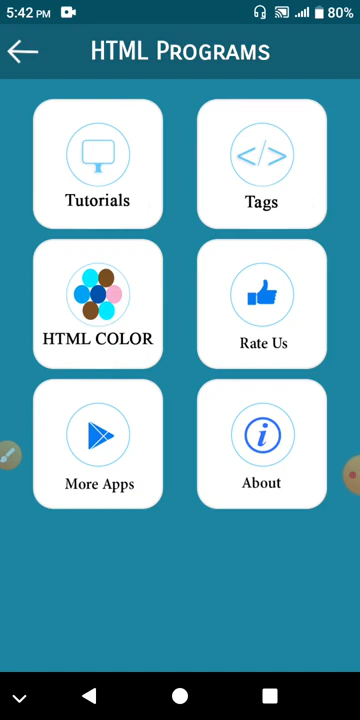 5:42 PM 80%
HTML PROGRAMS
Tutorials Tags
HTML COLOR Rate Us
More Apps About